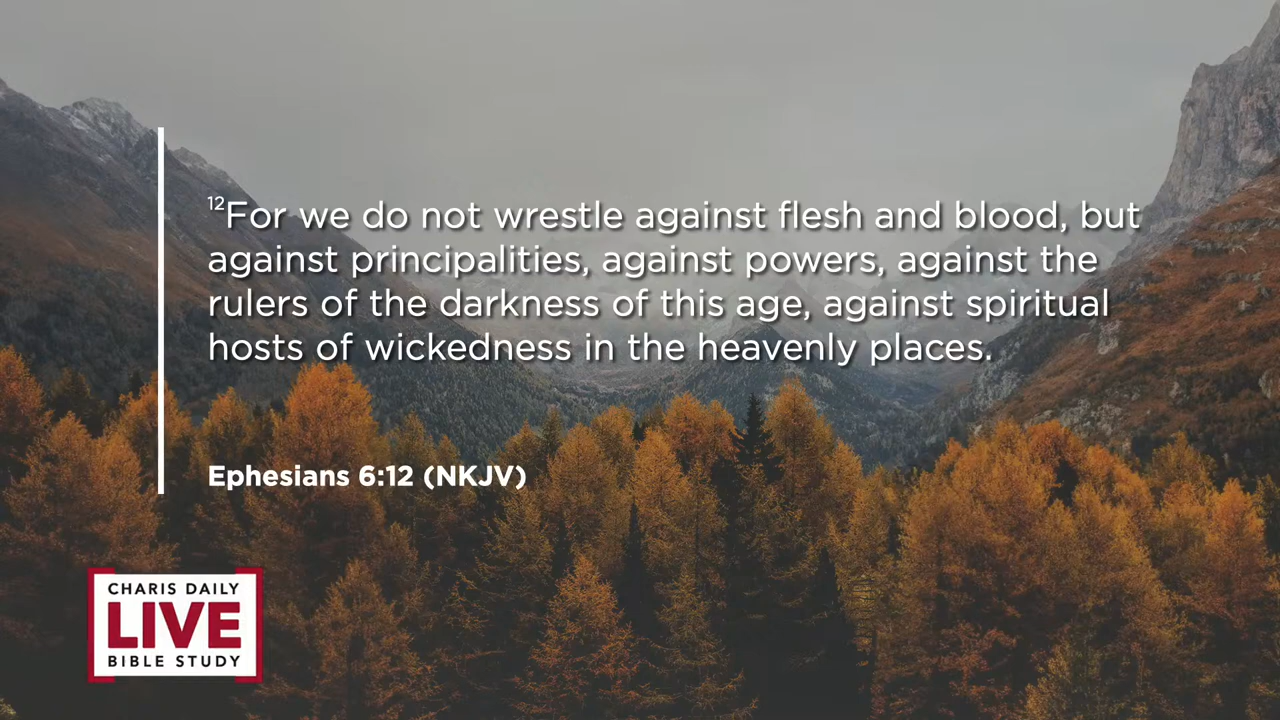 12For we do not wrestle against flesh and blood, but
against principalities, against powers, against the
rulers of the darkness of this age, against spiritual
hosts of wickedness in the heavenly places.
Ephesians 6:12 (NKJV)
CHARIS DAILY
LIVE
BIBLE STUDY